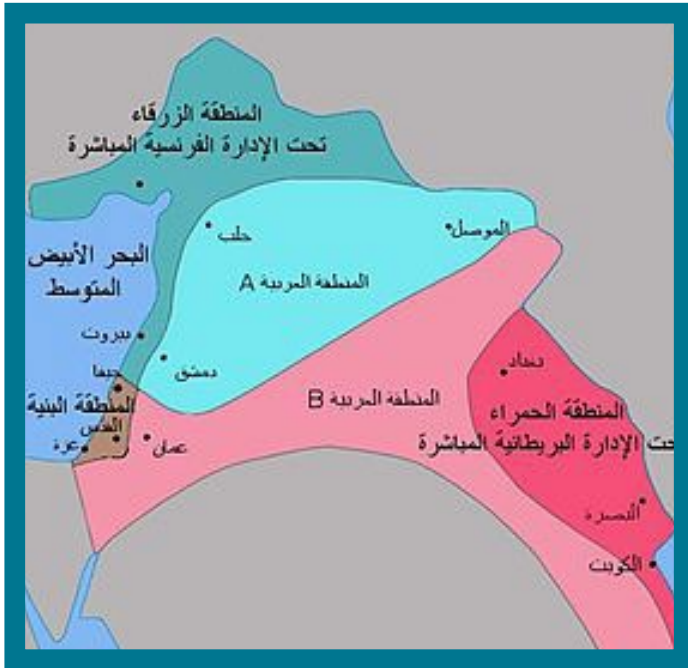 المنطقة الزرقاء
تحت الإدارة الفرنسية المباشرة
حلب
الموصل
البحر الأبيض
المتوسط
المنطقة العربية A
بيروت
دمشق
حيفا
المنطقة البنية
القدس
غزة
عمان
المنطقة العربية B
بغداد
المنطقة الحمراء
تحت الإدارة البريطانية المباشرة
البصرة
الكويت